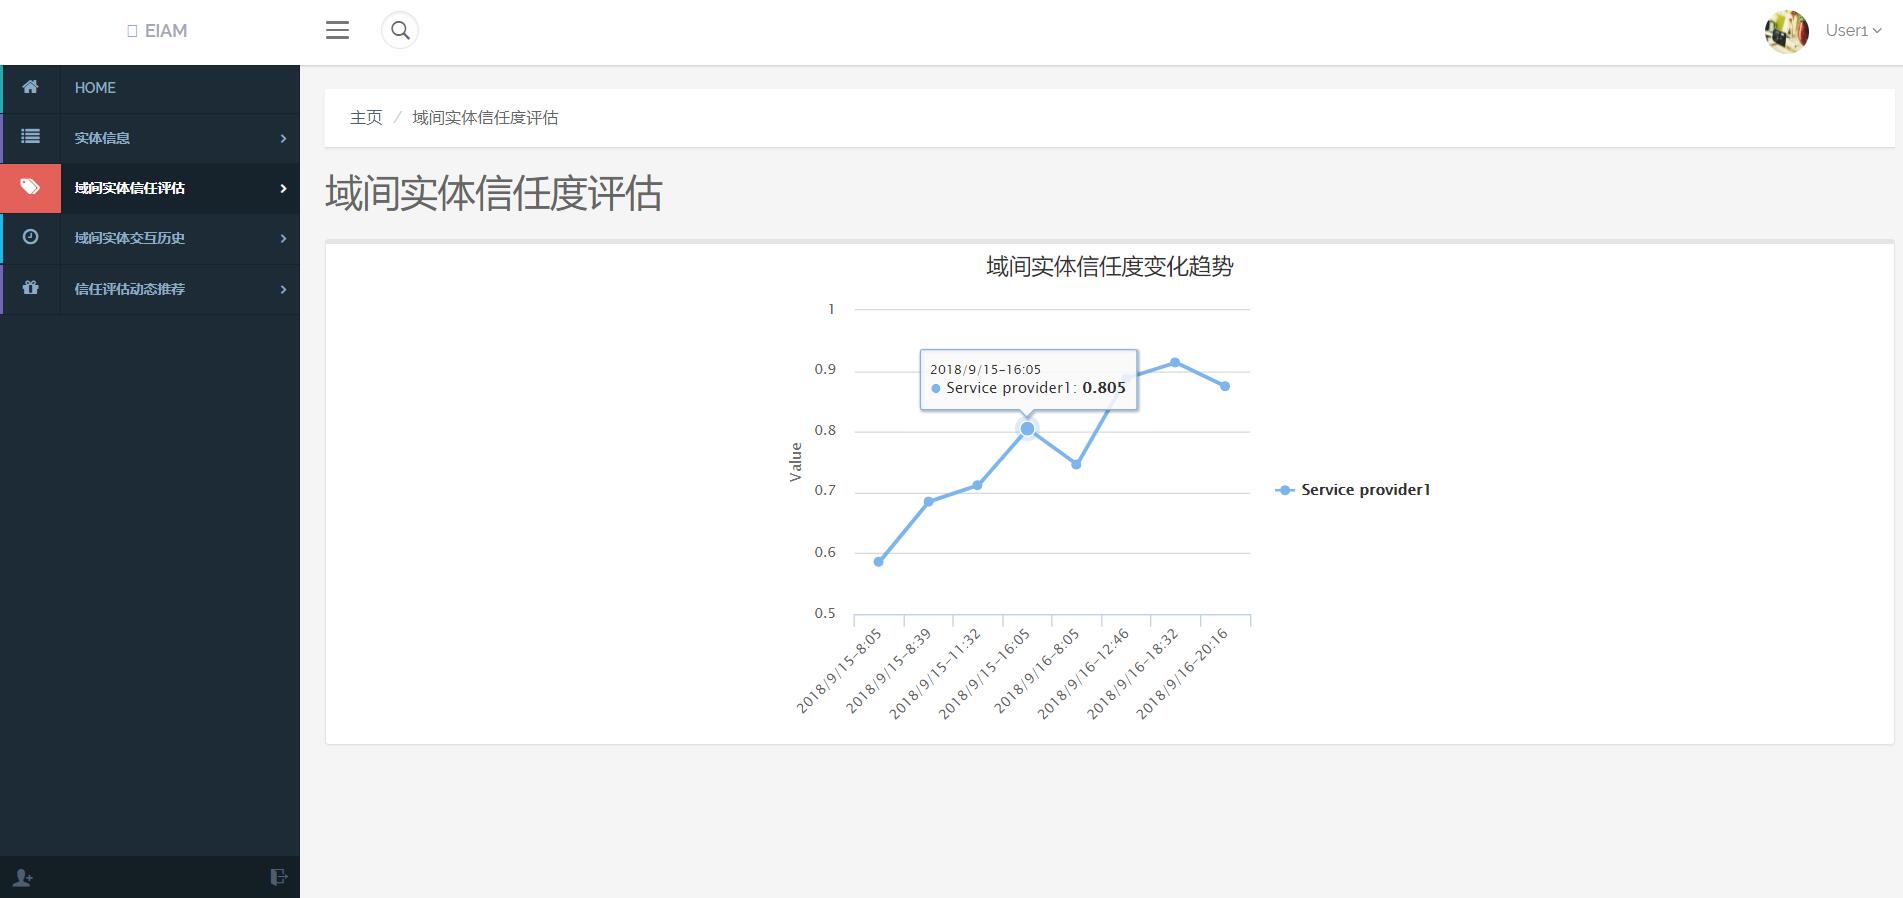 EIAM
User1
HOME
实体信息
域间实体信任评估
域间实体交互历史
信任评估动态推荐
主页 / 域间实体信任度评估
域间实体信任度评估
域间实体信任度变化趋势
1
0.9
0.8
0.7
0.6
0.5
Value
2018/9/15-16:05
Service provider1: 0.805
Service provider1
2018/9/15-8:05
2018/9/15-8:39
2018/9/15-11:32
2018/9/15-16:05
2018/9/16-8:05
2018/9/16-12:46
2018/9/16-18:32
2018/9/16-20:16